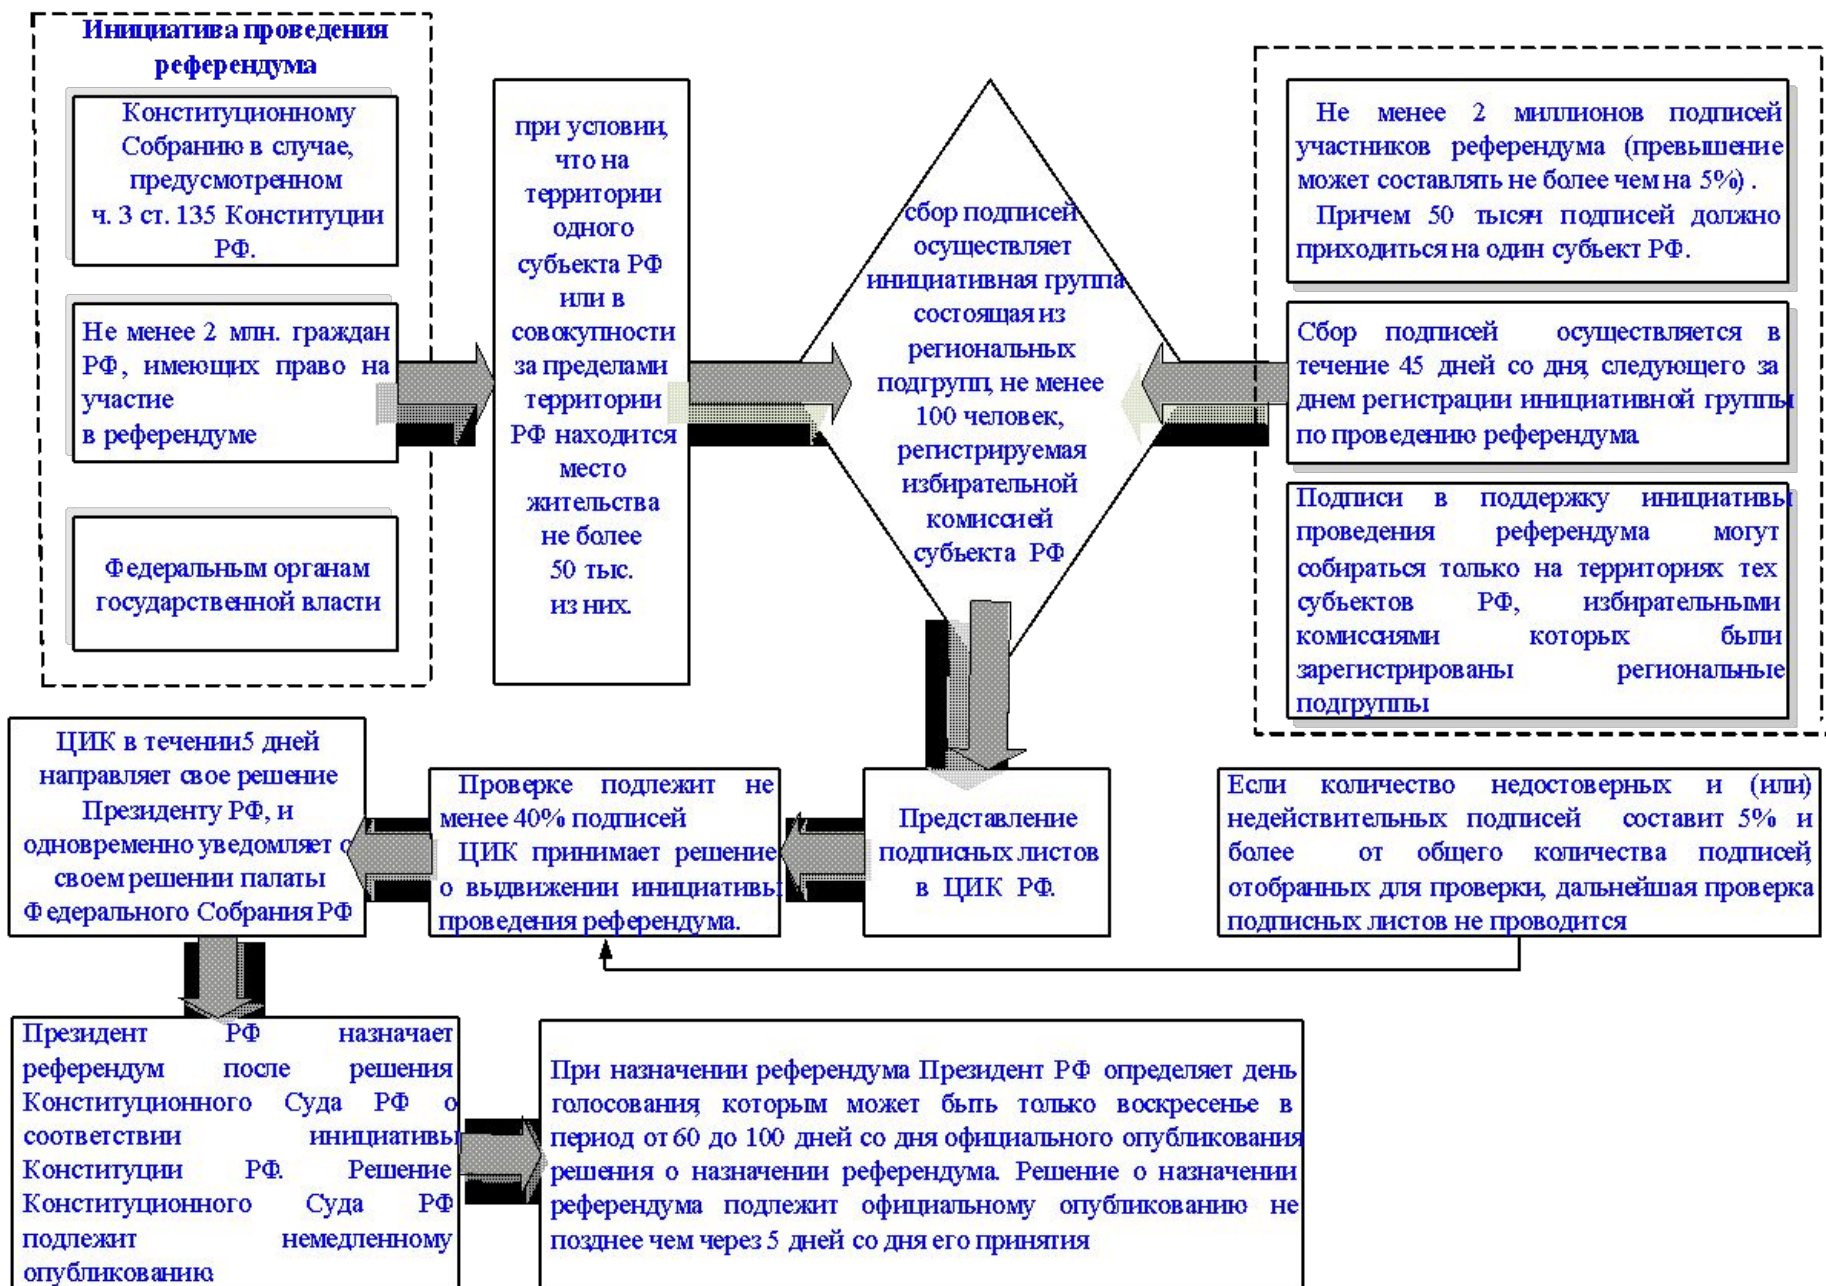 Инициатива проведения
референдума
Конституционному
Собранию в случае,
предусмотренном
ч. 3 ст. 135 Конституции
РФ.
Не менее 2 млн. граждан
РФ, имеющих право на
участие
в референдуме
Федеральным органам
государственной власти
при условии,
что на
территории
одного
субъекта РФ
или в
совокупности
за пределами
территории
РФ находится
место
жительства
не более
50 тыс.
из них.
сбор подписей
осуществляет
инициативная группа
состоящая из
региональных
подгрупп, не менее
100 человек,
регистрируемая
избирательной
комиссией
субъекта РФ
Не менее 2 миллионов подписей
участников референдума (превышение
может составлять не более чем на 5%) .
Причем 50 тысяч подписей должно
приходиться на один субъект РФ.
Сбор подписей осуществляется в
течение 45 дней со дня, следующего за
днем регистрации инициативной группы
по проведению референдума
Подписи в поддержку инициативы
проведения референдума могут
собираться только на территориях тех
субъектов РФ, избирательными
комиссиями которых были
зарегистрированы региональные
подгруппы
ЦИК в течении 5 дней
направляет свое решение
Президенту РФ, и
одновременно уведомляет о
своем решении палаты
Федерального Собрания РФ
Проверке подлежит не
менее 40% подписей
ЦИК принимает решение
о выдвижении инициативы
проведения референдума.
Представление
подписных листов
в ЦИК РФ.
Если количество недостоверных и (или)
недействительных подписей составит 5% и
более от общего количества подписей,
отобранных для проверки, дальнейшая проверка
подписных листов не проводится
Президент РФ назначает
референдум после решения
Конституционного Суда РФ о
соответствии инициативы
Конституции РФ. Решение
Конституционного Суда РФ
подлежит немедленному
опубликованию.
При назначении референдума Президент РФ определяет день
голосования, которым может быть только воскресенье в
период от 60 до 100 дней со дня официального опубликования
решения о назначении референдума. Решение о назначении
референдума подлежит официальному опубликованию не
позднее чем через 5 дней со дня его принятия